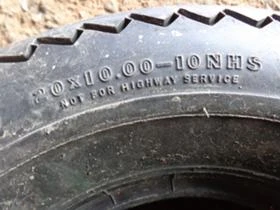 20x10.00-10NHS
NOT FOR HIGHWAY SERVICE